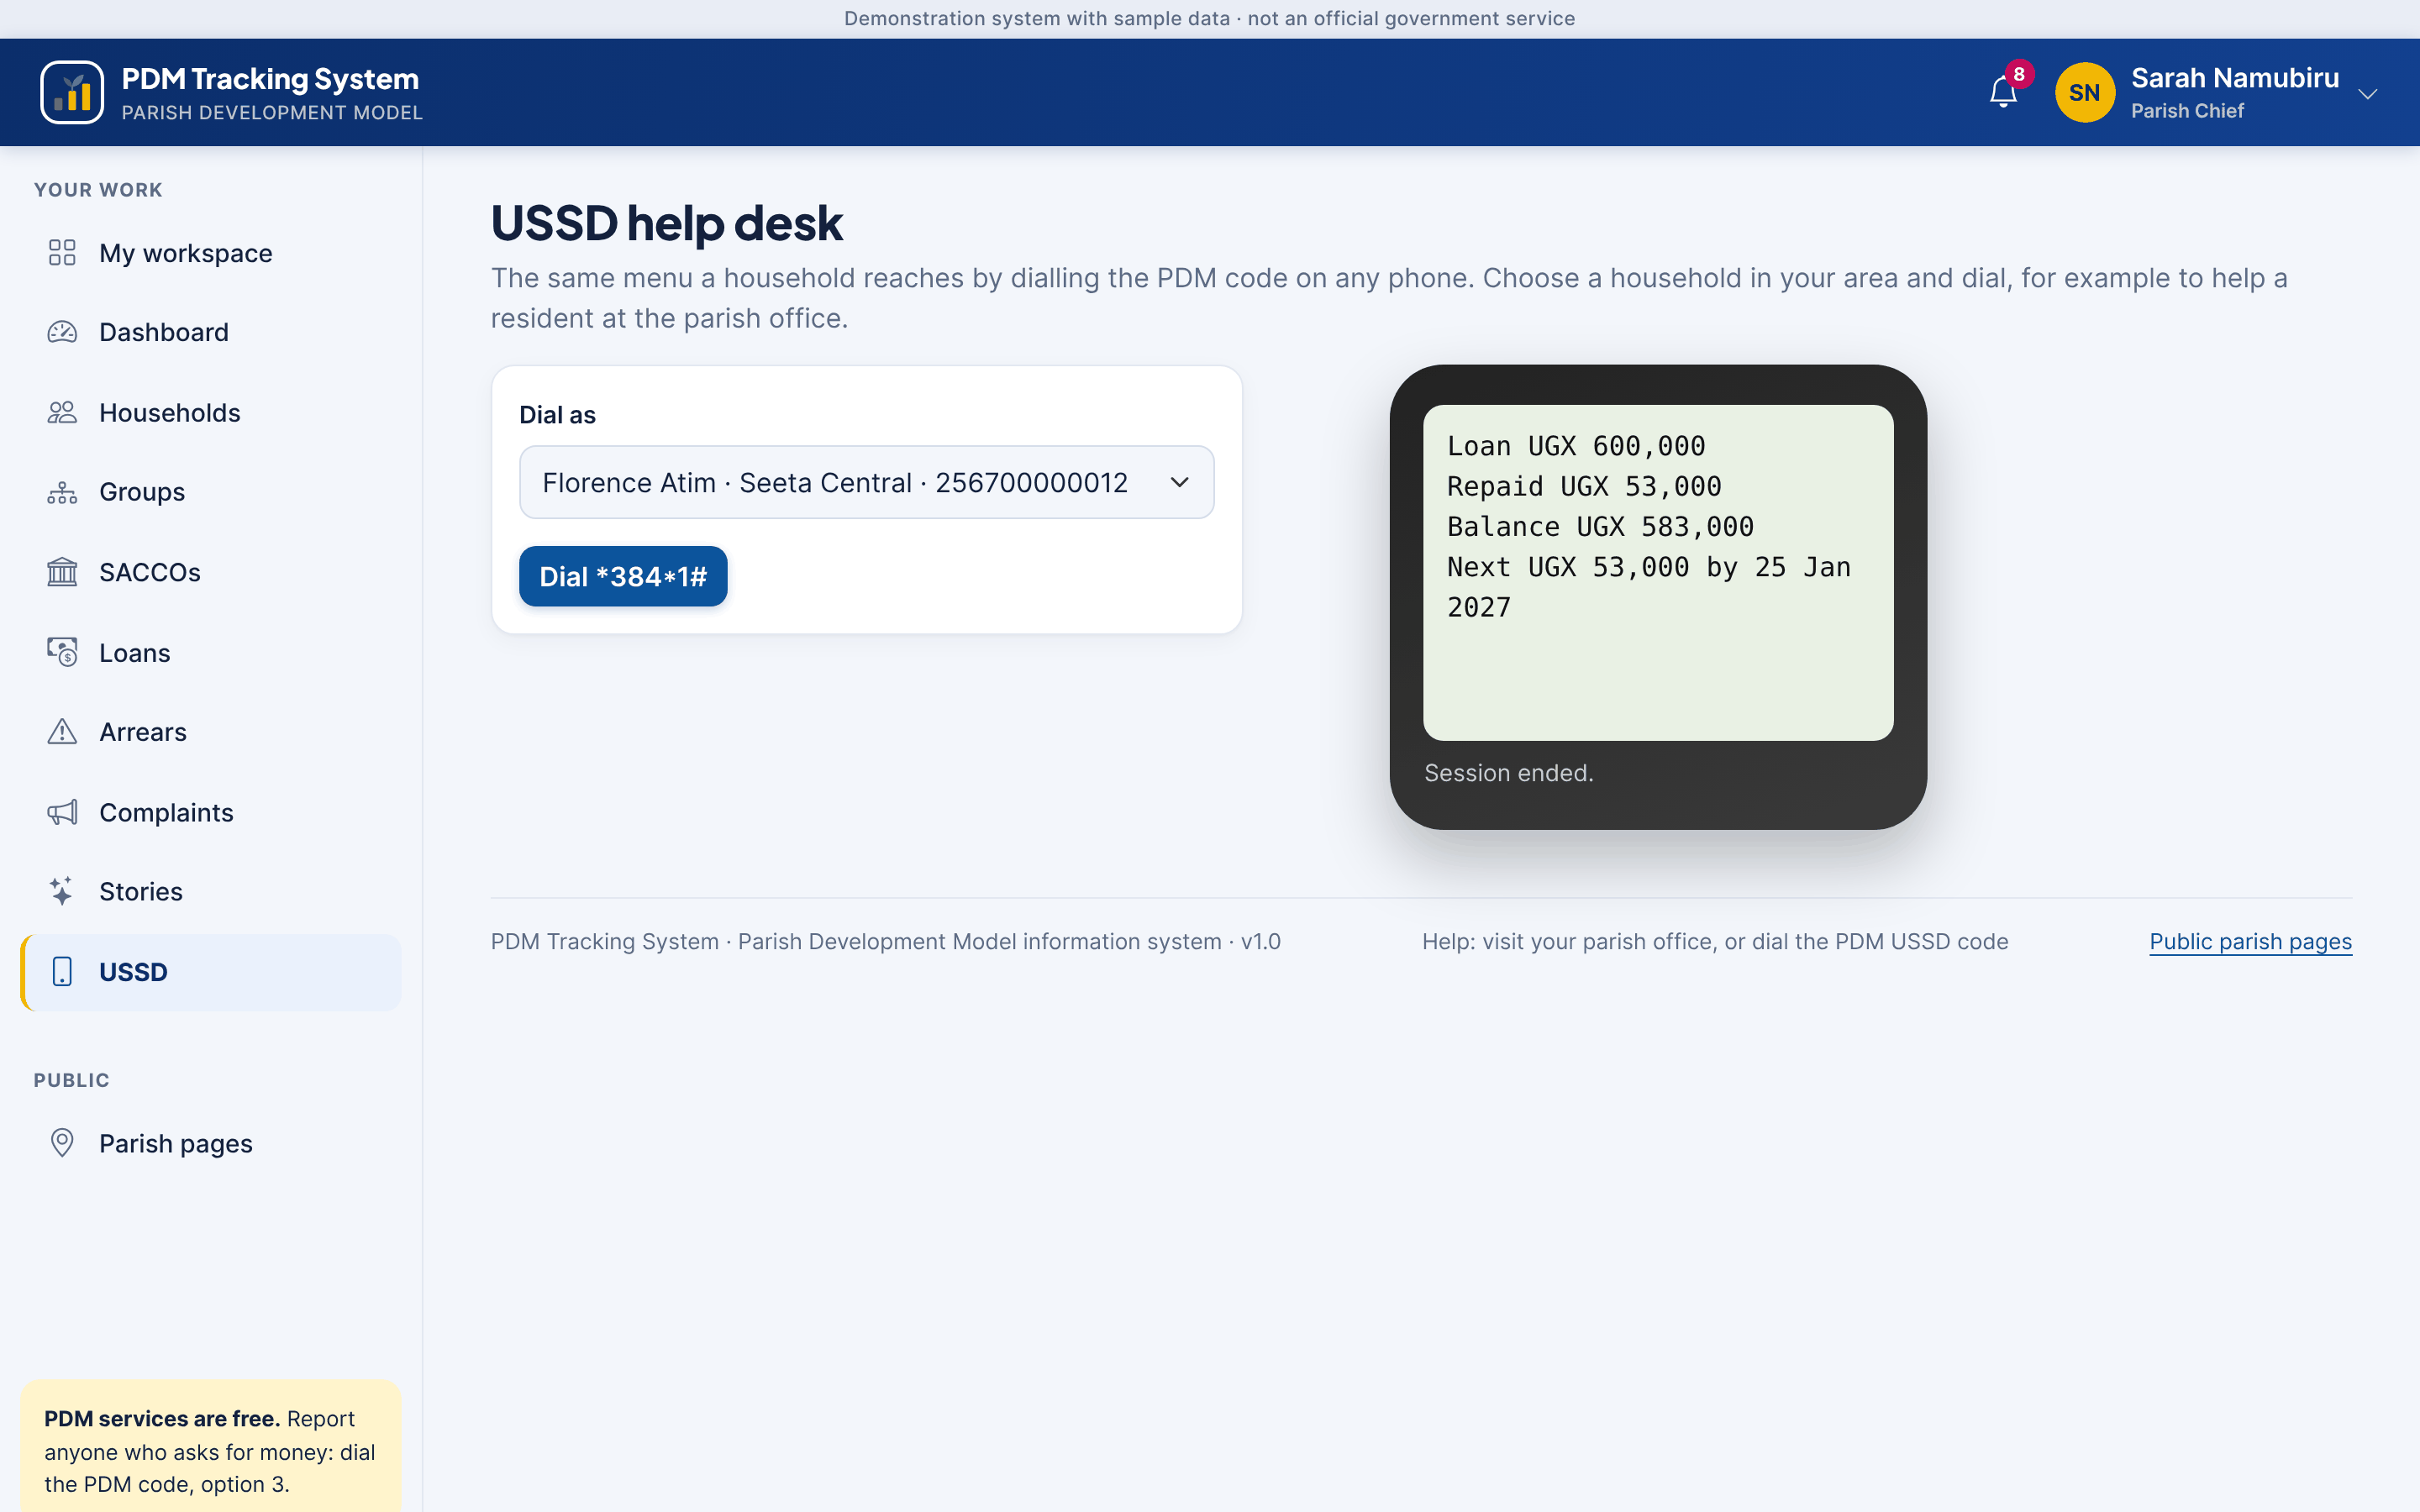 Demonstration system with sample data · not an official government service
PDM Tracking System
PARISH DEVELOPMENT MODEL
8
SN
Sarah Namubiru
Parish Chief
YOUR WORK
My workspace
Dashboard
Households
Groups
SACCOs
Loans
Arrears
Complaints
Stories
USSD
PUBLIC
Parish pages
PDM services are free. Report
anyone who asks for money: dial
the PDM code, option 3.
USSD help desk
The same menu a household reaches by dialling the PDM code on any phone. Choose a household in your area and dial, for example to help a
resident at the parish office.
Dial as
Florence Atim · Seeta Central · 256700000012
Dial *384*1#
Loan UGX 600,000
Repaid UGX 53,000
Balance UGX 583,000
Next UGX 53,000 by 25 Jan
2027
Session ended.
PDM Tracking System · Parish Development Model information system · v1.0
Help: visit your parish office, or dial the PDM USSD code
Public parish pages